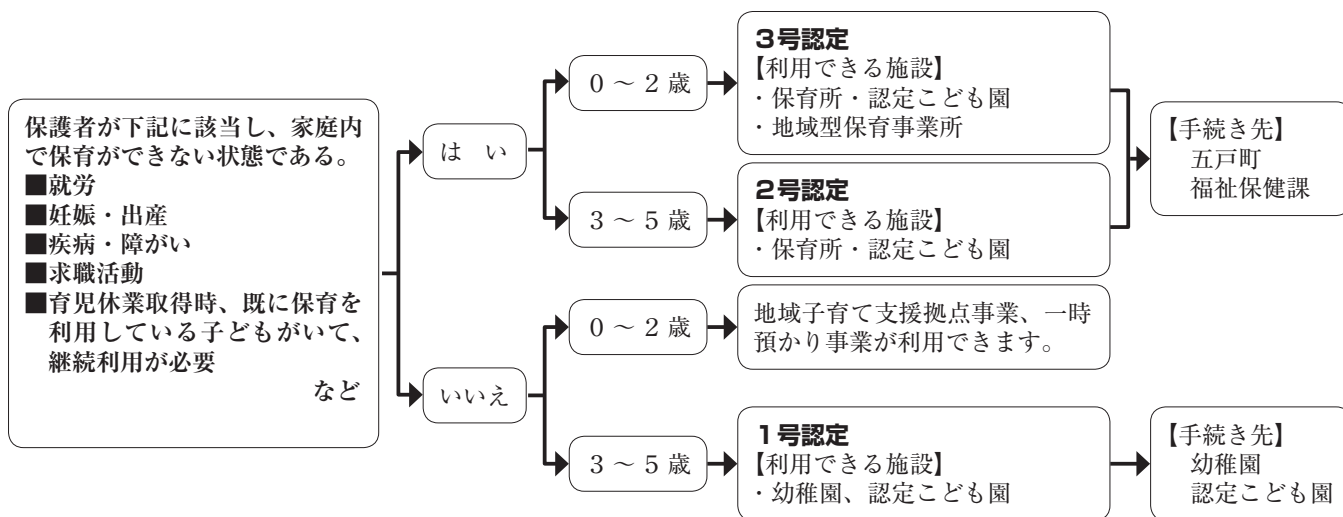 保護者が下記に該当し、家庭内
で保育ができない状態である。
■就労
■妊娠・出産
■疾病・障がい
■求職活動
■育児休業取得時、既に保育を
利用している子どもがいて、
継続利用が必要
など
は　い
0 ～ 2 歳
3号認定
【利用できる施設】
・保育所・認定こども園
・地域型保育事業所
3 ～ 5 歳
2号認定
【利用できる施設】
・保育所・認定こども園
【手続き先】
五戸町
福祉保健課
いいえ
0 ～ 2 歳
地域子育て支援拠点事業、一時
預かり事業が利用できます。
3 ～ 5 歳
1号認定
【利用できる施設】
・幼稚園、認定こども園
【手続き先】
幼稚園
認定こども園